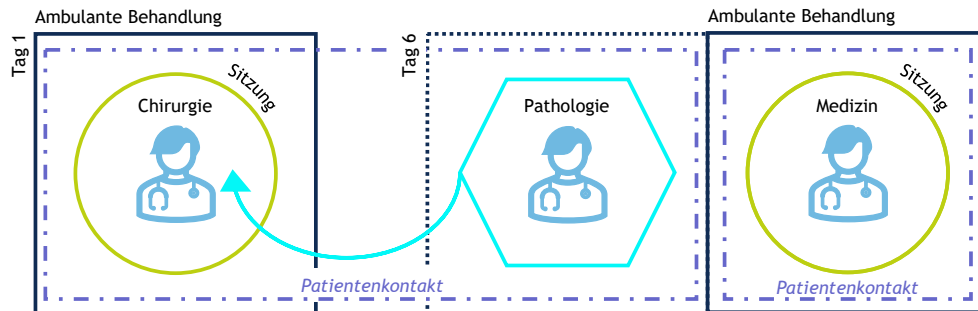 Ambulante Behandlung
Ambulante Behandlung
Tag 1
Tag 6
Sitzung
Sitzung
Chirurgie
Pathologie
Medizin
Patientenkontakt
Patientenkontakt